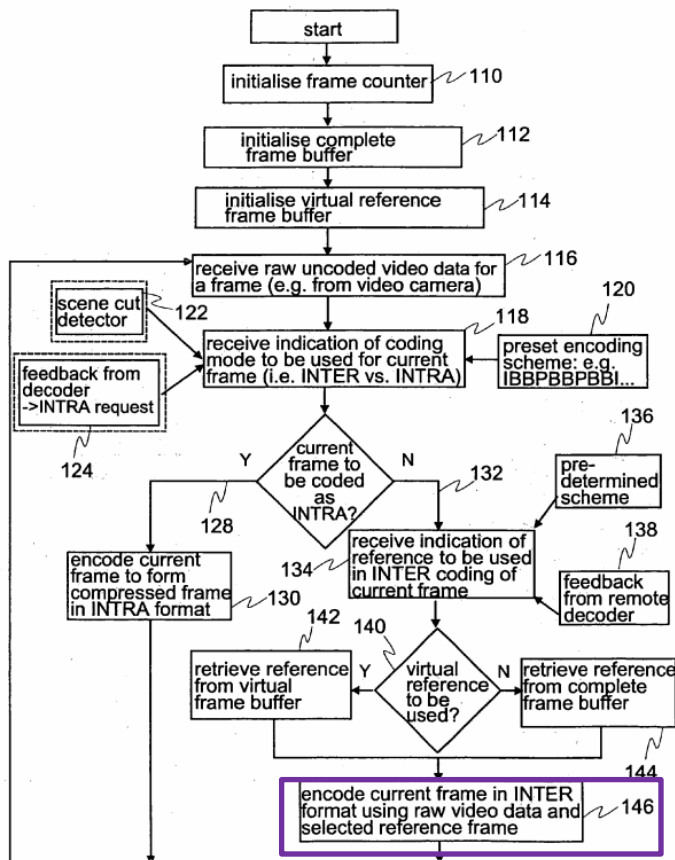 start
initialise frame counter
110
initialise complete
frame buffer
112
initialise virtual reference
frame buffer
114
receive raw uncoded video data for
a frame (e.g. from video camera)
116
scene cut
detector
122
receive indication of coding
mode to be used for current
frame (i.e. INTER vs. INTRA)
118
120
preset encoding
scheme: e.g.
IBBPBBPBBI...
feedback from
decoder
->INTRA request
124
current
frame to
be coded
as
INTRA?
Y
N
128
132
136
pre-
determined
scheme
encode current
frame to form
compressed frame
in INTRA format
130
receive indication of
reference to be used
in INTER coding of
current frame
134
138
feedback
from remote
decoder
142
retrieve reference
from virtual
frame buffer
140
Y
virtual
reference
to be
used?
N
retrieve reference
from complete
frame buffer
144
encode current frame in INTER
format using raw video data and
selected reference frame
146